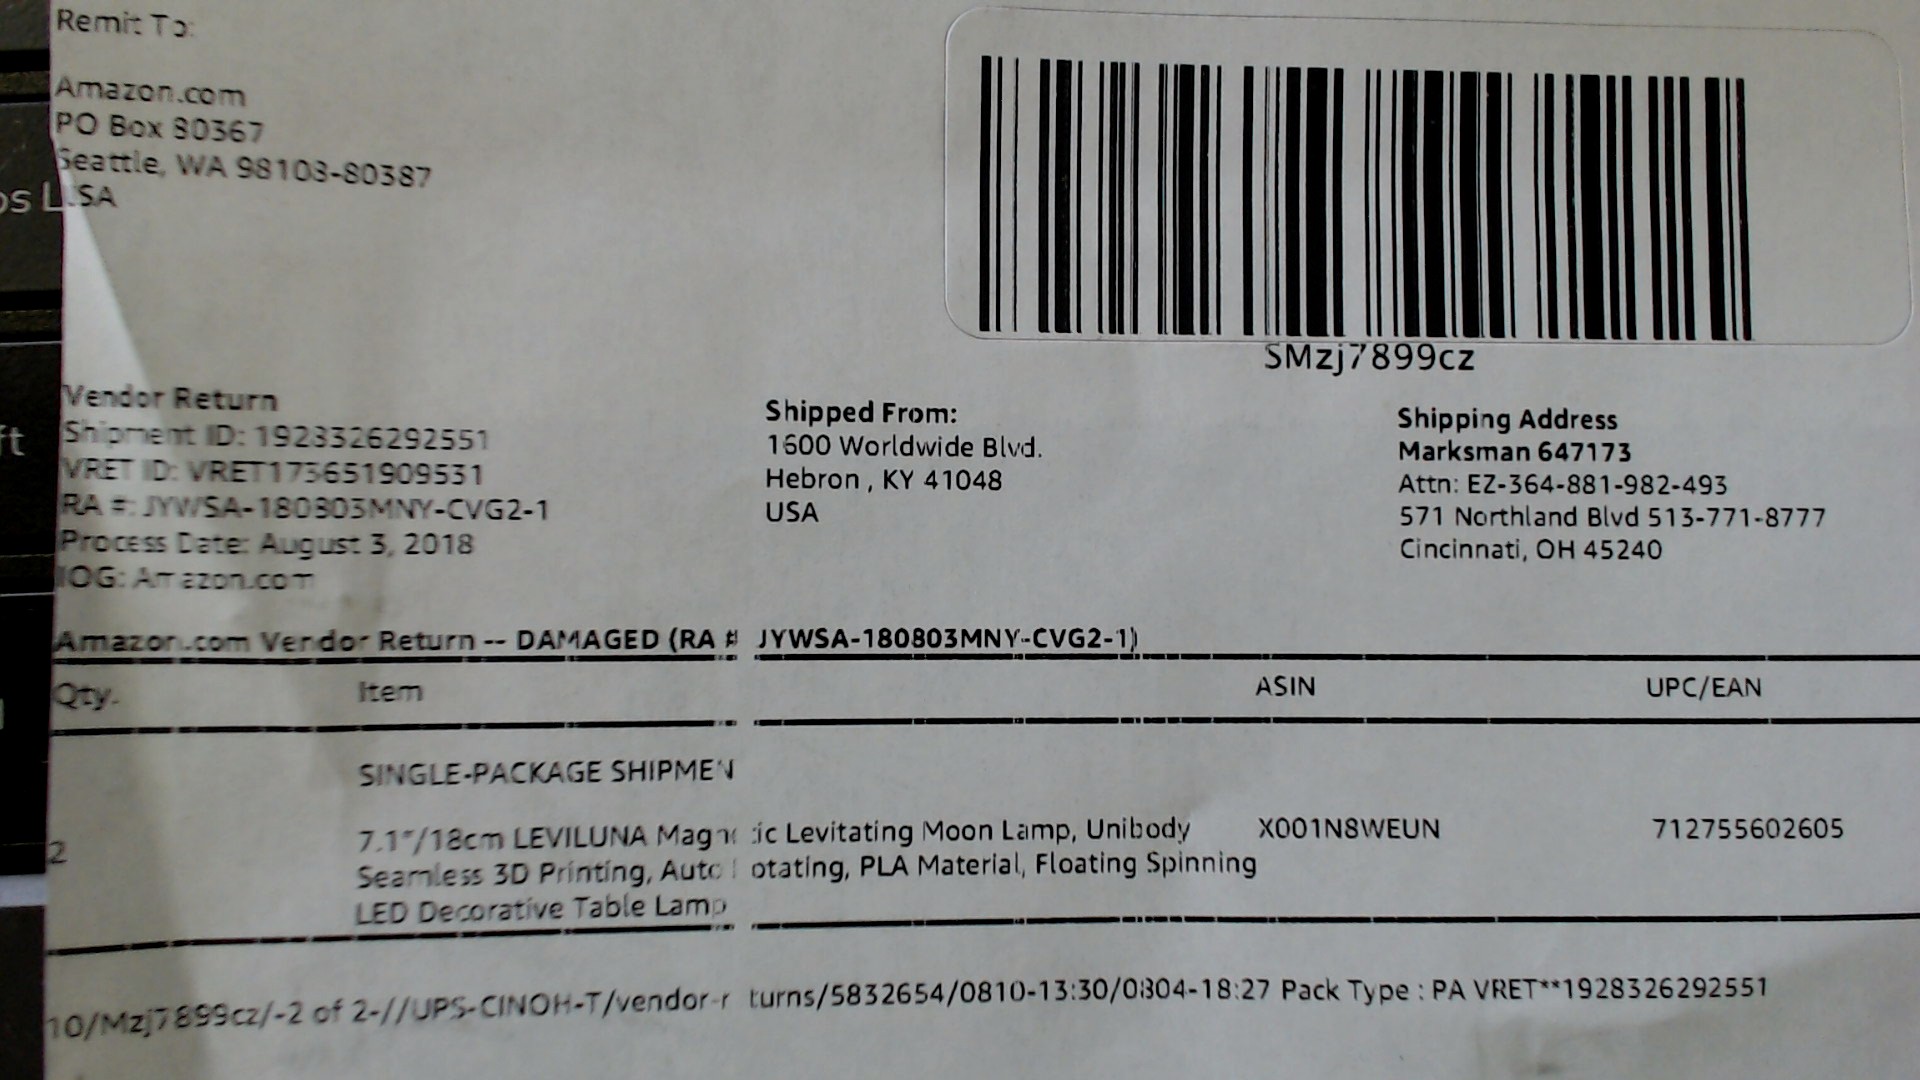 Remit To:
Amazon.com
PO Box 80387
Seattle, WA 98108-80387
USA
SMzj7899cz
Vendor Return
Shipment ID: 1928326292551
VRET ID: VRET173651909531
RA #: JYWSA-180803MNY-CVG2-1
Process Date: August 3, 2018
IOG: Amazon.com
Shipped From:
1600 Worldwide Blvd.
Hebron , KY 41048
USA
Shipping Address
Marksman 647173
Attn: EZ-364-881-982-493
571 Northland Blvd 513-771-8777
Cincinnati, OH 45240
Amazon.com Vendor Return -- DAMAGED (RA # JYWSA-180803MNY-CVG2-1)
Qty. Item ASIN UPC/EAN
SINGLE-PACKAGE SHIPMEN
2 7.1"/18cm LEVILUNA Magnetic Levitating Moon Lamp, Unibody X001N8WEUN 712755602605
Seamless 3D Printing, Auto Rotating, PLA Material, Floating Spinning
LED Decorative Table Lamp
10/Mzj7899cz/-2 of 2-//UPS-CINOH-T/vendor-returns/5832654/0810-13:30/0804-18:27 Pack Type : PA VRET**1928326292551